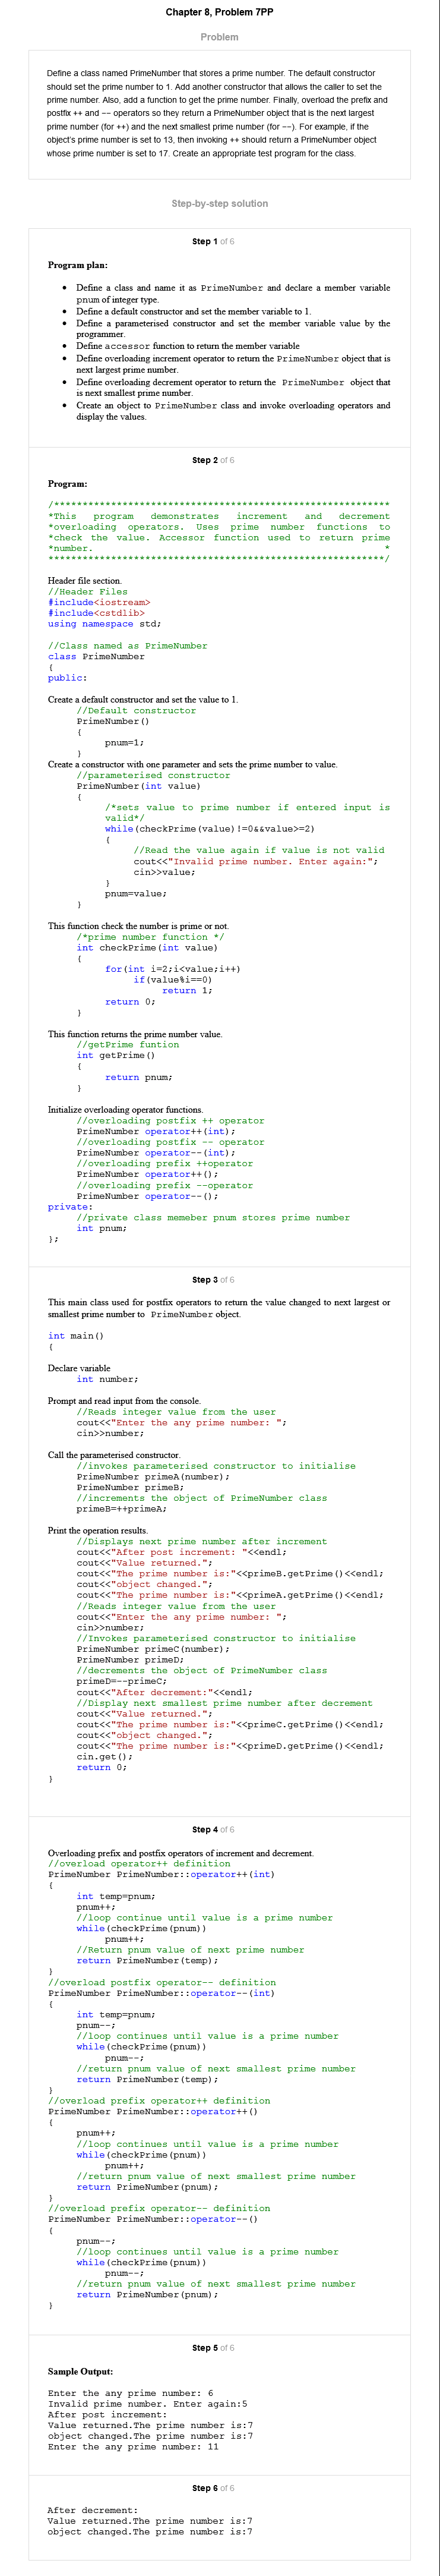 Chapter 8, Problem 7PP
Problem
Define a class named PrimeNumber that stores a prime number. The default constructor
should set the prime number to 1. Add another constructor that allows the caller to set the
prime number. Also, add a function to get the prime number. Finally, overload the prefix and
postfix ++ and −− operators so they return a PrimeNumber object that is the next largest
prime number (for ++) and the next smallest prime number (for −−). For example, if the
object's prime number is set to 13, then invoking ++ should return a PrimeNumber object
whose prime number is set to 17. Create an appropriate test program for the class.
Step-by-step solution
Step 1 of 6
Program plan:
• Define a class and name it as PrimeNumber and declare a member variable
pnum of integer type.
• Define a default constructor and set the member variable to 1.
• Define a parameterised constructor and set the member variable value by the
programmer.
• Define accessor function to return the member variable
• Define overloading increment operator to return the PrimeNumber object that is
next largest prime number.
• Define overloading decrement operator to return the PrimeNumber object that
is next smallest prime number.
• Create an object to PrimeNumber class and invoke overloading operators and
display the values.
Step 2 of 6
Program:
/***********************************************************
*This program demonstrates increment and decrement
*overloading operators. Uses prime number functions to
*check the value. Accessor function used to return prime
*number. *
***********************************************************/
Header file section.
//Header Files
#include<iostream>
#include<cstdlib>
using namespace std;
//Class named as PrimeNumber
class PrimeNumber
{
public:
Create a default constructor and set the value to 1.
//Default constructor
PrimeNumber()
{
pnum=1;
}
Create a constructor with one parameter and sets the prime number to value.
//parameterised constructor
PrimeNumber(int value)
{
/*sets value to prime number if entered input is
valid*/
while(checkPrime(value)!=0&&value>=2)
{
//Read the value again if value is not valid
cout<<"Invalid prime number. Enter again:";
cin>>value;
}
pnum=value;
}
This function check the number is prime or not.
/*prime number function */
int checkPrime(int value)
{
for(int i=2;i<value;i++)
if(value%i==0)
return 1;
return 0;
}
This function returns the prime number value.
//getPrime funtion
int getPrime()
{
return pnum;
}
Initialize overloading operator functions.
//overloading postfix ++ operator
PrimeNumber operator++(int);
//overloading postfix -- operator
PrimeNumber operator--(int);
//overloading prefix ++operator
PrimeNumber operator++();
//overloading prefix --operator
PrimeNumber operator--();
private:
//private class memeber pnum stores prime number
int pnum;
};
Step 3 of 6
This main class used for postfix operators to return the value changed to next largest or
smallest prime number to PrimeNumber object.
int main()
{
Declare variable
int number;
Prompt and read input from the console.
//Reads integer value from the user
cout<<"Enter the any prime number: ";
cin>>number;
Call the parameterised constructor.
//invokes parameterised constructor to initialise
PrimeNumber primeA(number);
PrimeNumber primeB;
//increments the object of PrimeNumber class
primeB=++primeA;
Print the operation results.
//Displays next prime number after increment
cout<<"After post increment: "<<endl;
cout<<"Value returned.";
cout<<"The prime number is:"<<primeB.getPrime()<<endl;
cout<<"object changed.";
cout<<"The prime number is:"<<primeA.getPrime()<<endl;
//Reads integer value from the user
cout<<"Enter the any prime number: ";
cin>>number;
//Invokes parameterised constructor to initialise
PrimeNumber primeC(number);
PrimeNumber primeD;
//decrements the object of PrimeNumber class
primeD=--primeC;
cout<<"After decrement:"<<endl;
//Display next smallest prime number after decrement
cout<<"Value returned.";
cout<<"The prime number is:"<<primeC.getPrime()<<endl;
cout<<"object changed.";
cout<<"The prime number is:"<<primeD.getPrime()<<endl;
cin.get();
return 0;
}
Step 4 of 6
Overloading prefix and postfix operators of increment and decrement.
//overload operator++ definition
PrimeNumber PrimeNumber::operator++(int)
{
int temp=pnum;
pnum++;
//loop continue until value is a prime number
while(checkPrime(pnum))
pnum++;
//Return pnum value of next prime number
return PrimeNumber(temp);
}
//overload postfix operator-- definition
PrimeNumber PrimeNumber::operator--(int)
{
int temp=pnum;
pnum--;
//loop continues until value is a prime number
while(checkPrime(pnum))
pnum--;
//return pnum value of next smallest prime number
return PrimeNumber(temp);
}
//overload prefix operator++ definition
PrimeNumber PrimeNumber::operator++()
{
pnum++;
//loop continues until value is a prime number
while(checkPrime(pnum))
pnum++;
//return pnum value of next smallest prime number
return PrimeNumber(pnum);
}
//overload prefix operator-- definition
PrimeNumber PrimeNumber::operator--()
{
pnum--;
//loop continues until value is a prime number
while(checkPrime(pnum))
pnum--;
//return pnum value of next smallest prime number
return PrimeNumber(pnum);
}
Step 5 of 6
Sample Output:
Enter the any prime number: 6
Invalid prime number. Enter again:5
After post increment:
Value returned.The prime number is:7
object changed.The prime number is:7
Enter the any prime number: 11
Step 6 of 6
After decrement:
Value returned.The prime number is:7
object changed.The prime number is:7